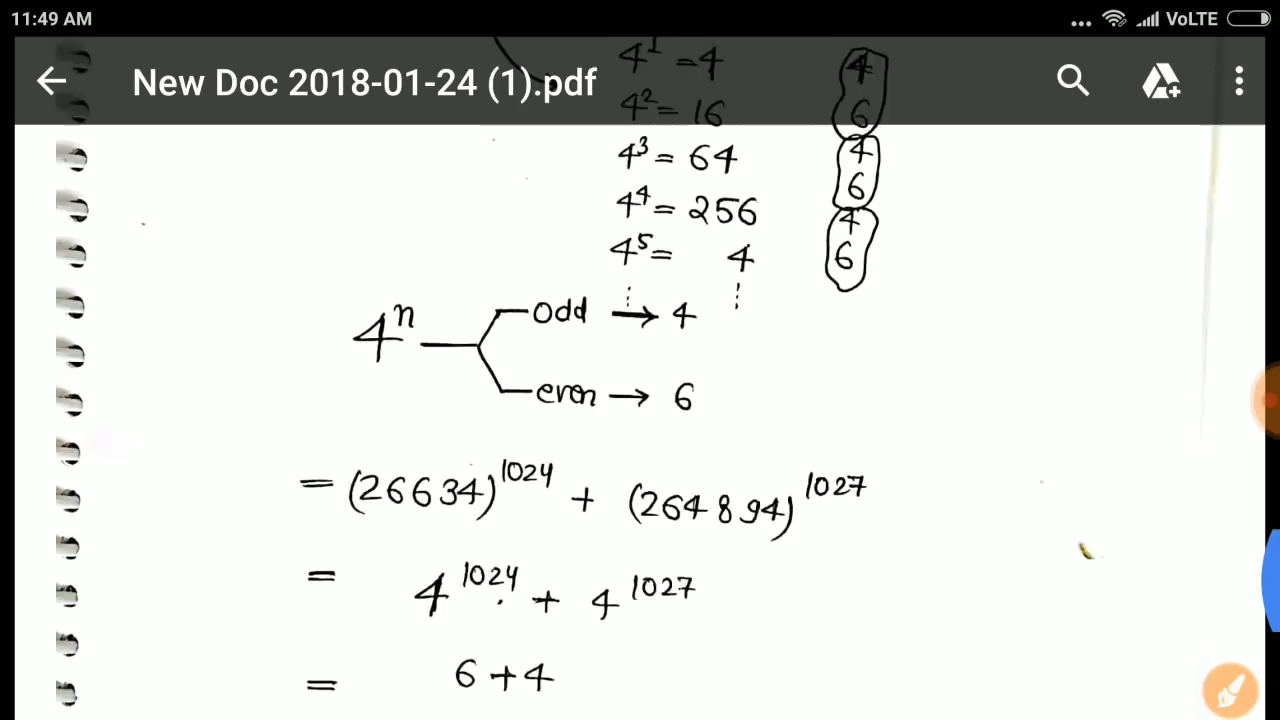 11:49 AM ... VoLTE
New Doc 2018-01-24 (1).pdf
4¹ = 4 4
4² = 16 6
4³ = 64 4
4⁴ = 256 6
4⁵ = 4 4
6
4ⁿ
odd → 4
even → 6
= (26634)¹⁰²⁴ + (264894)¹⁰²⁷
= 4¹⁰²⁴ + 4¹⁰²⁷
= 6 + 4